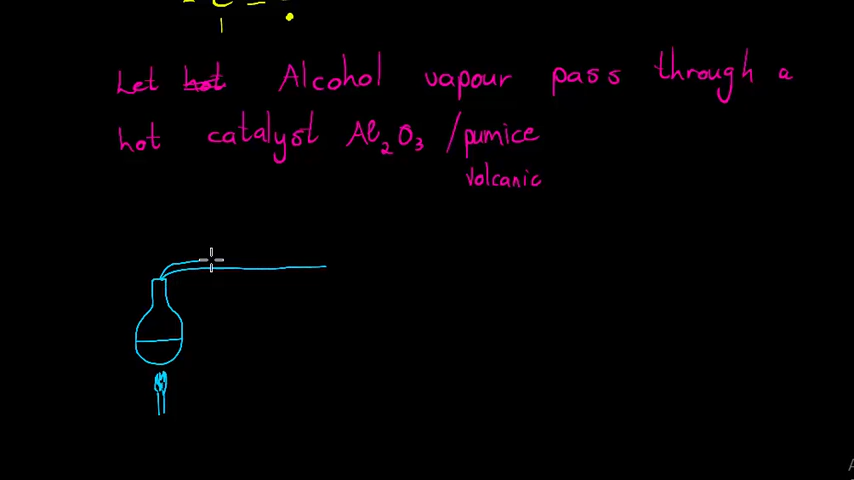 Let hot Alcohol vapour pass through a
hot catalyst Al₂O₃ / pumice
volcanic